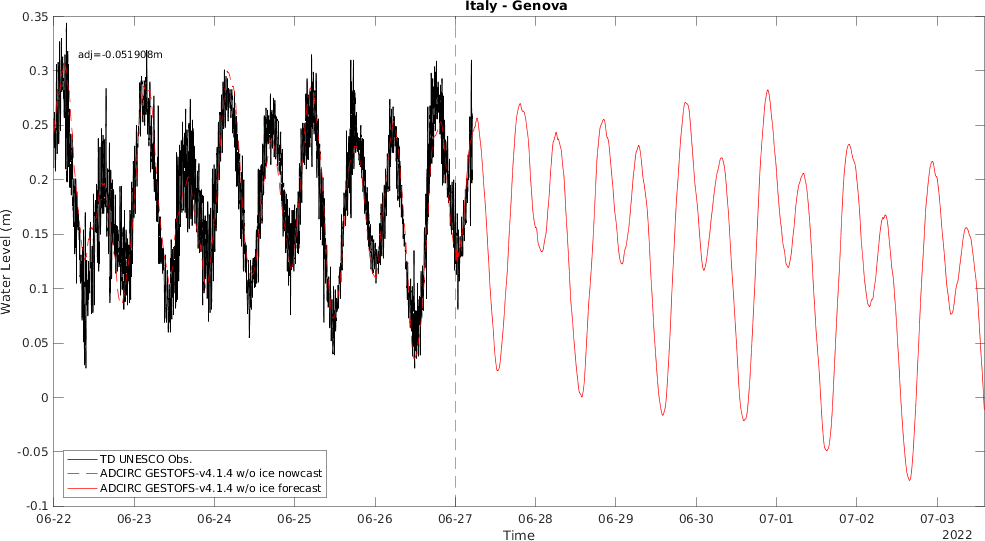 Italy - Genova
0.35
adj=-0.051908m
0.3
0.25
0.2
0.15
0.1
0.05
0
-0.05
-0.1
Water Level (m)
TD UNESCO Obs.
ADCIRC GESTOFS-v4.1.4 w/o ice nowcast
ADCIRC GESTOFS-v4.1.4 w/o ice forecast
06-22 06-23 06-24 06-25 06-26 06-27 06-28 06-29 06-30 07-01 07-02 07-03
Time
2022